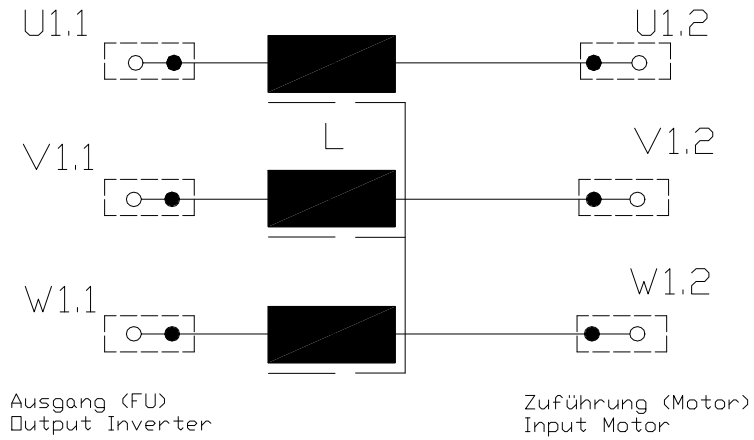 U1.1
U1.2
L
V1.1
V1.2
W1.1
W1.2
Ausgang (FU)
Output Inverter
Zuführung (Motor)
Input Motor